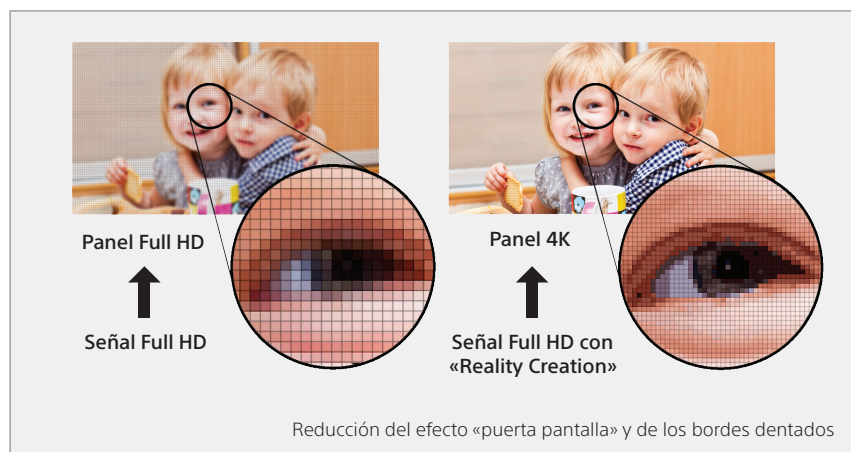 Panel Full HD
Señal Full HD
Panel 4K
Señal Full HD con
«Reality Creation»
Reducción del efecto «puerta pantalla» y de los bordes dentados